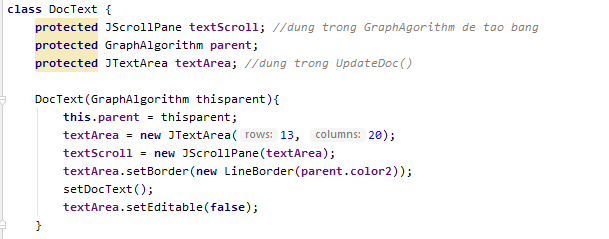 class DocText {
protected JScrollPane textScroll; //dung trong GraphAgorithm de tao bang
protected GraphAlgorithm parent;
protected JTextArea textArea; //dung trong UpdateDoc()
DocText(GraphAlgorithm thisparent){
this.parent = thisparent;
textArea = new JTextArea( rows: 13, columns: 20);
textScroll = new JScrollPane(textArea);
textArea.setBorder(new LineBorder(parent.color2));
setDocText();
textArea.setEditable(false);
}